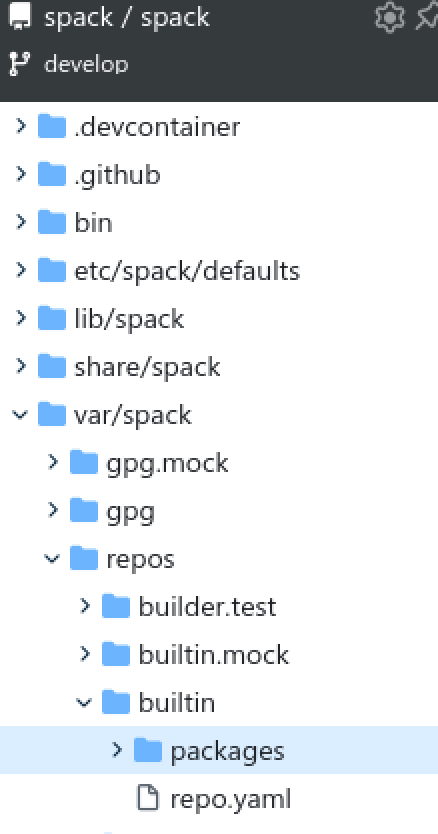 spack / spack
develop
.devcontainer
.github
bin
etc/spack/defaults
lib/spack
share/spack
var/spack
gpg.mock
gpg
repos
builder.test
builtin.mock
builtin
packages
repo.yaml